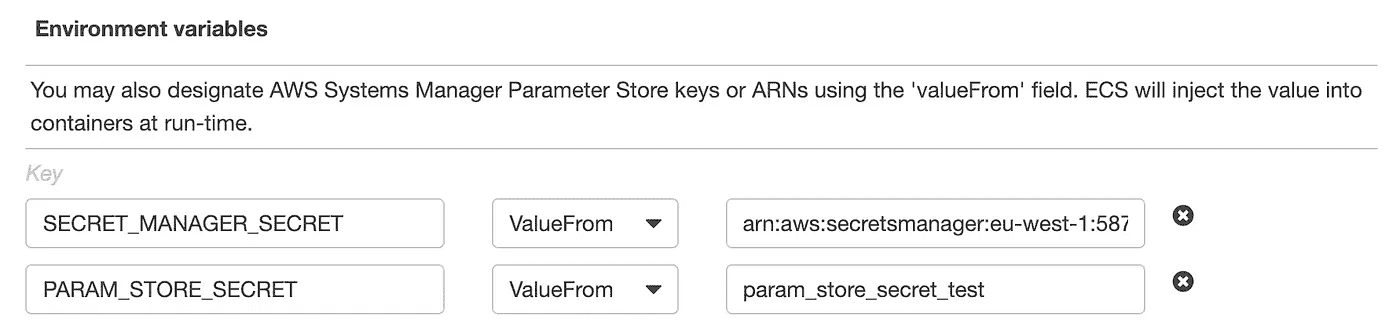 Environment variables
You may also designate AWS Systems Manager Parameter Store keys or ARNs using the 'valueFrom' field. ECS will inject the value into
containers at run-time.
Key
SECRET_MANAGER_SECRET ValueFrom arn:aws:secretsmanager:eu-west-1:587
PARAM_STORE_SECRET ValueFrom param_store_secret_test